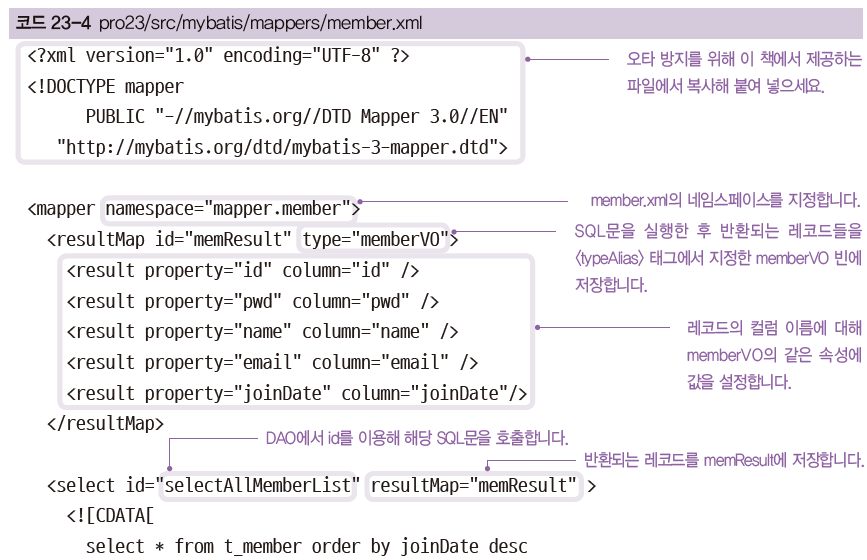 코드 23-4 pro23/src/mybatis/mappers/member.xml
<?xml version="1.0" encoding="UTF-8" ?>
<!DOCTYPE mapper
PUBLIC "-//mybatis.org//DTD Mapper 3.0//EN"
"http://mybatis.org/dtd/mybatis-3-mapper.dtd">
오타 방지를 위해 이 책에서 제공하는
파일에서 복사해 붙여 넣으세요.
<mapper namespace="mapper.member">
member.xml의 네임스페이스를 지정합니다.
<resultMap id="memResult" type="memberVO">
SQL문을 실행한 후 반환되는 레코드들을
<typeAlias> 태그에서 지정한 memberVO 빈에
저장합니다.
<result property="id" column="id" />
<result property="pwd" column="pwd" />
<result property="name" column="name" />
<result property="email" column="email" />
<result property="joinDate" column="joinDate"/>
레코드의 컬럼 이름에 대해
memberVO의 같은 속성에
값을 설정합니다.
</resultMap>
DAO에서 id를 이용해 해당 SQL문을 호출합니다.
반환되는 레코드를 memResult에 저장합니다.
<select id="selectAllMemberList" resultMap="memResult" >
<![CDATA[
select * from t_member order by joinDate desc